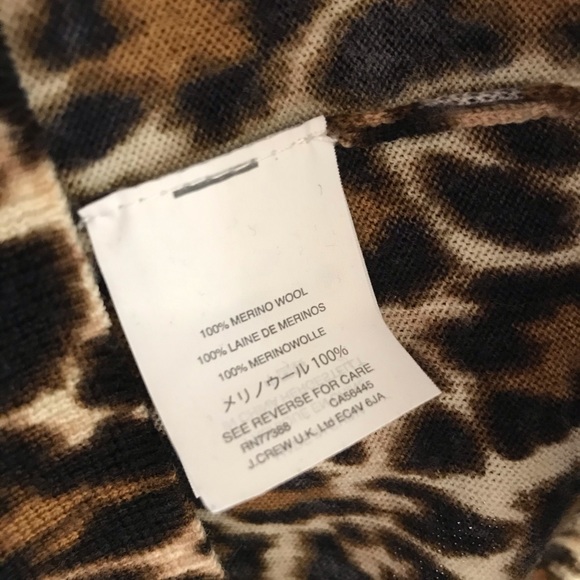 100% MERINO WOOL
100% LAINE DE MERINOS
100% MERINOWOLLE
メリノウール 100%
SEE REVERSE FOR CARE
RN77388 CA56445
J.CREW U.K. Ltd EC4V 6JA